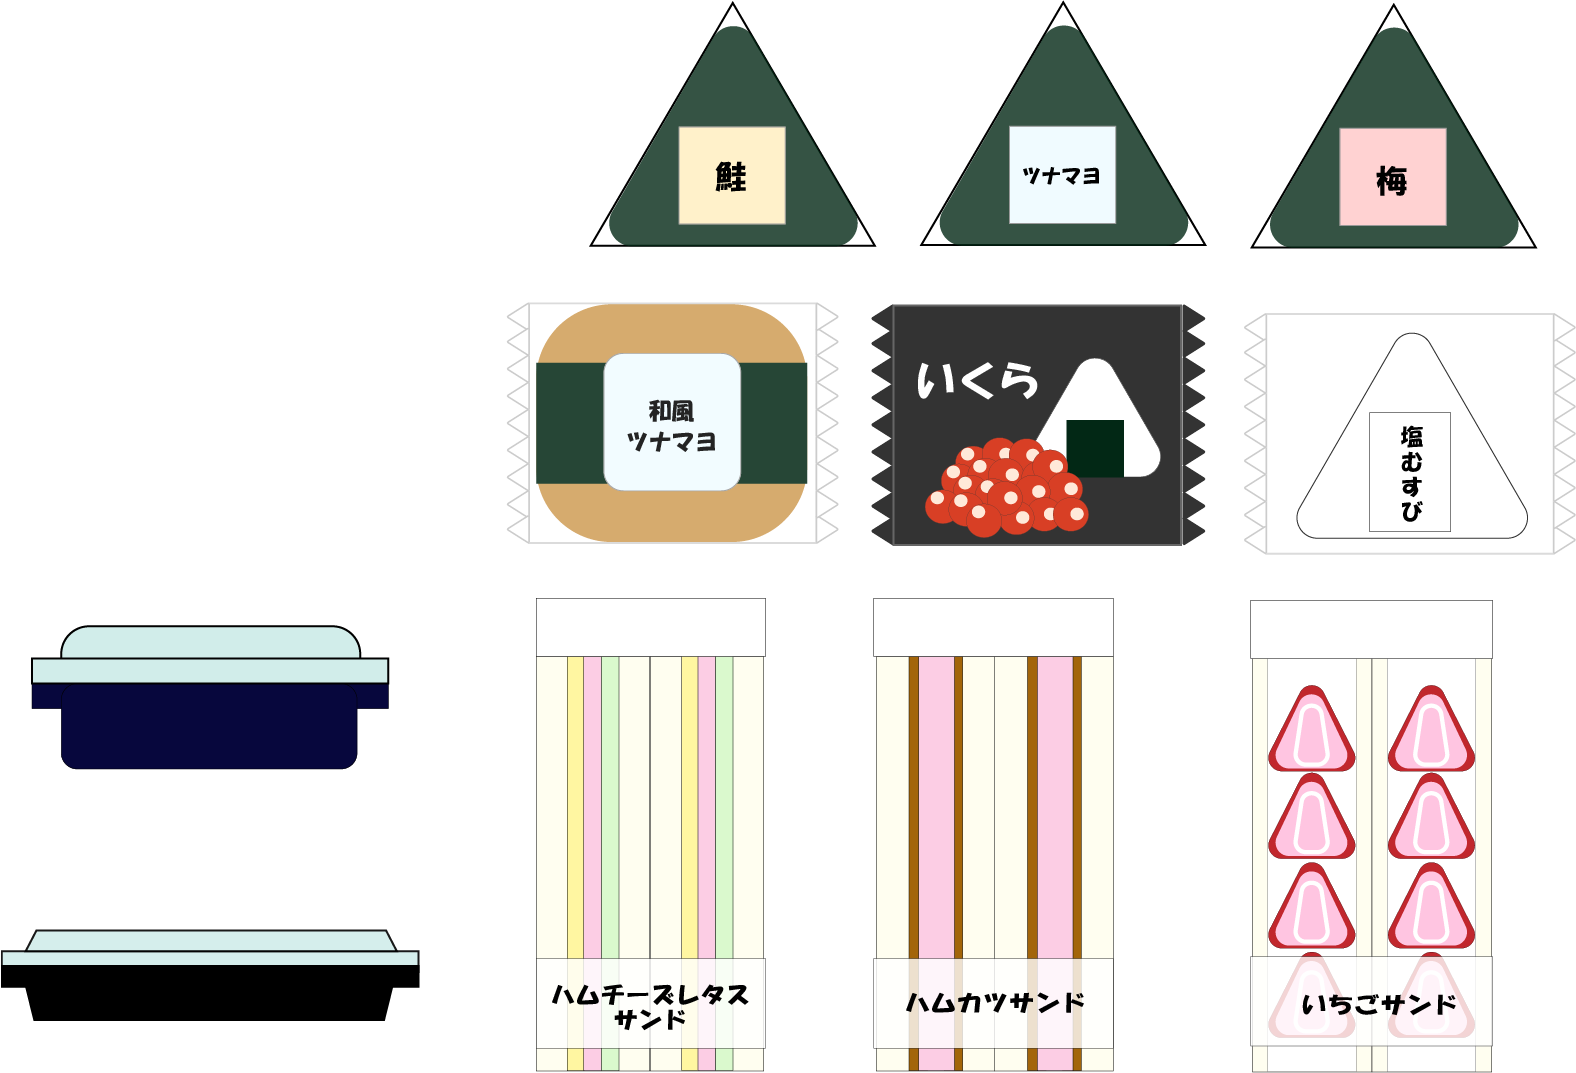 鮭
ツナマヨ
梅
和風
ツナマヨ
いくら
塩むすび
ハムチーズレタス
サンド
ハムカツサンド
いちごサンド